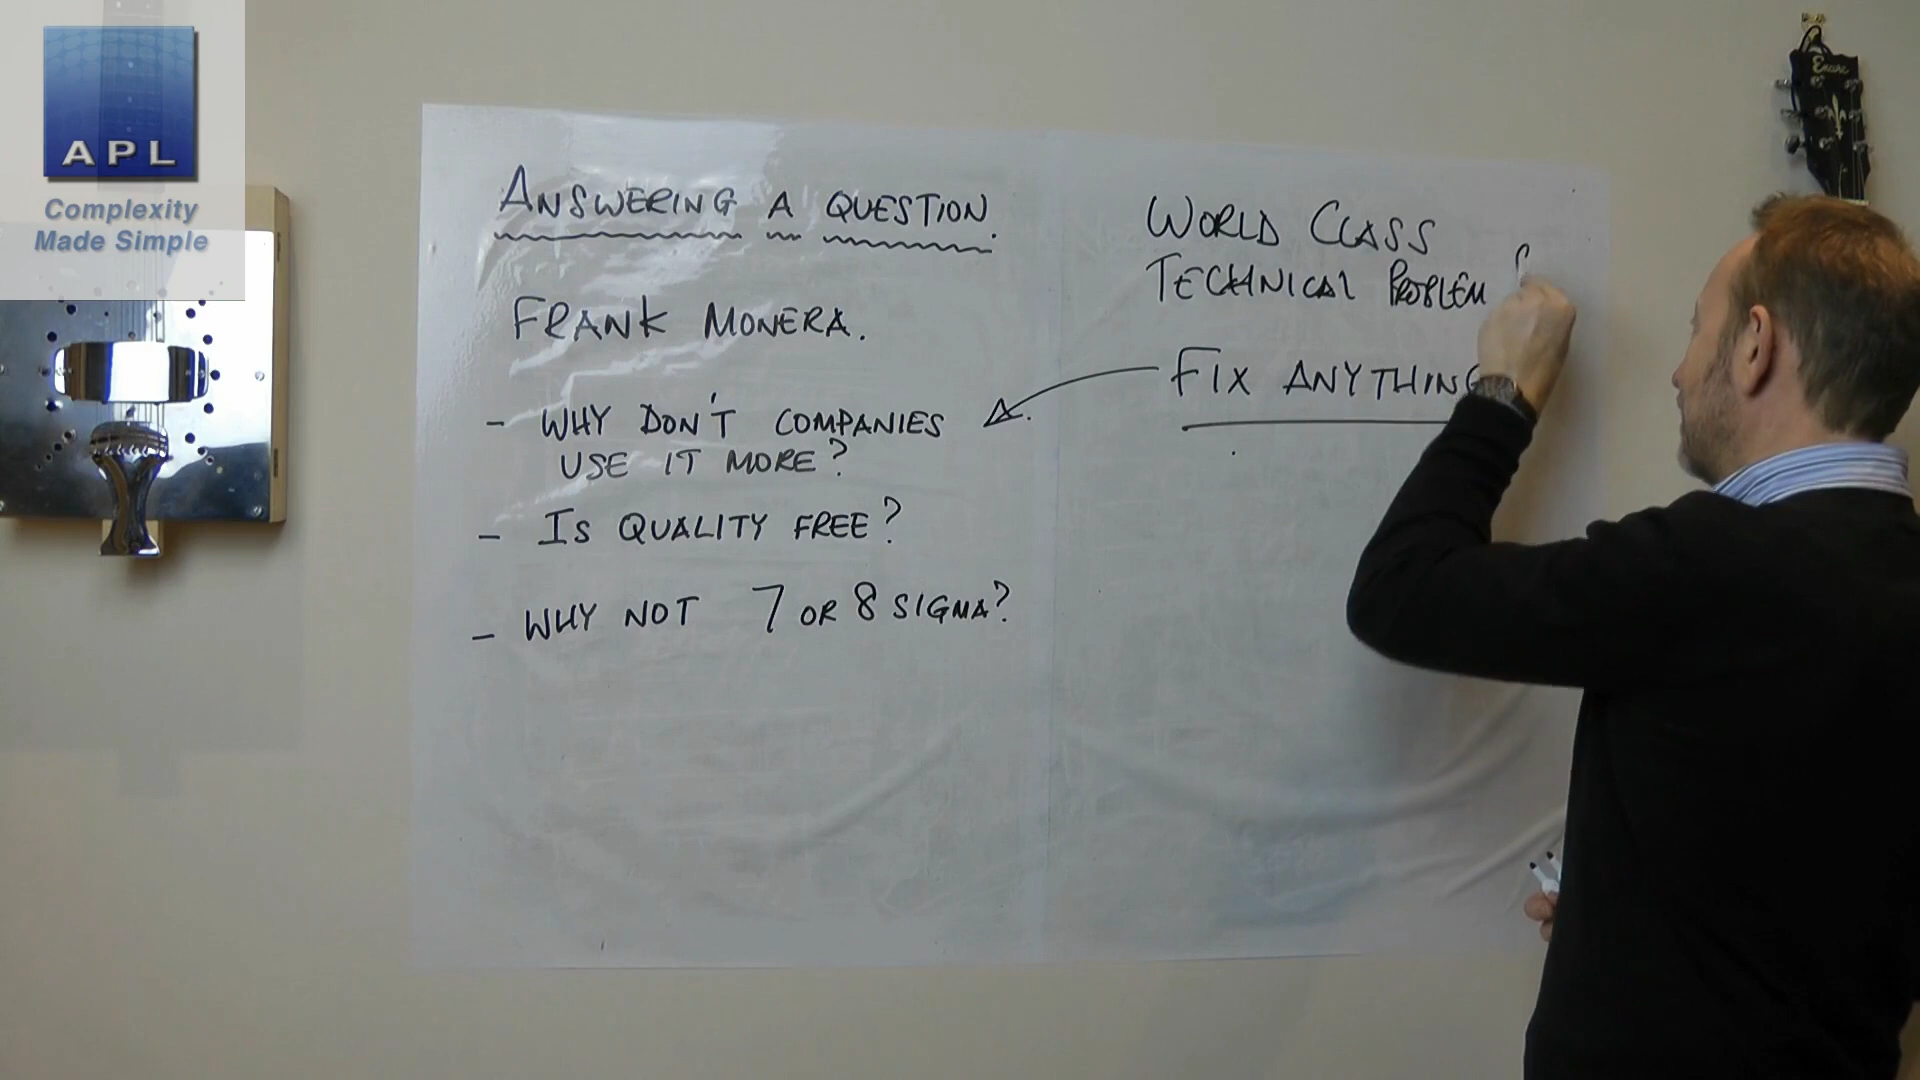 APL
Complexity
Made Simple
ANSWERING A QUESTION.
FRANK MONERA.
- WHY DON'T COMPANIES
USE IT MORE?
- IS QUALITY FREE?
- WHY NOT 7 OR 8 SIGMA?
WORLD CLASS
TECHNICAL PROBLEM
FIX ANYTHING
Encore